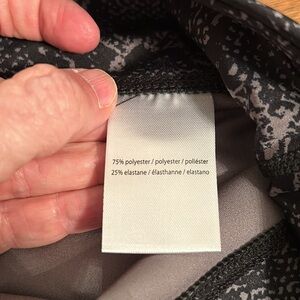 75% polyester / polyester / poliéster
25% elastane / élasthanne / elastano